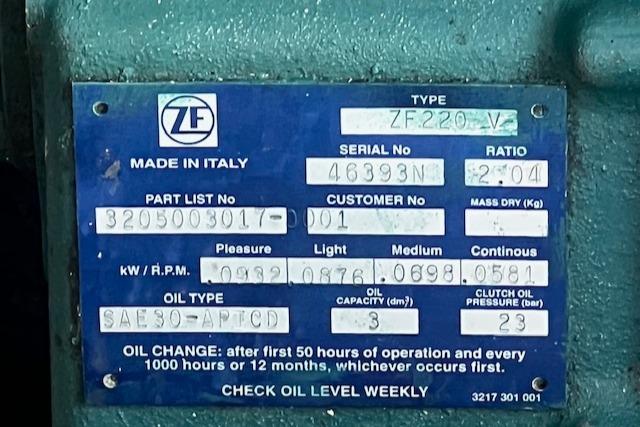 ZF
MADE IN ITALY
TYPE
ZF220 V
SERIAL No
46393N
RATIO
2.04
PART LIST No
3205003017-0001
CUSTOMER No
MASS DRY (Kg)
Pleasure Light Medium Continous
kW / R.P.M. .0932 .0876 .0698 .0581
OIL TYPE
SAE30-APICD
OIL CAPACITY (dm³)
3
CLUTCH OIL PRESSURE (bar)
23
OIL CHANGE: after first 50 hours of operation and every
1000 hours or 12 months, whichever occurs first.
CHECK OIL LEVEL WEEKLY
3217 301 001